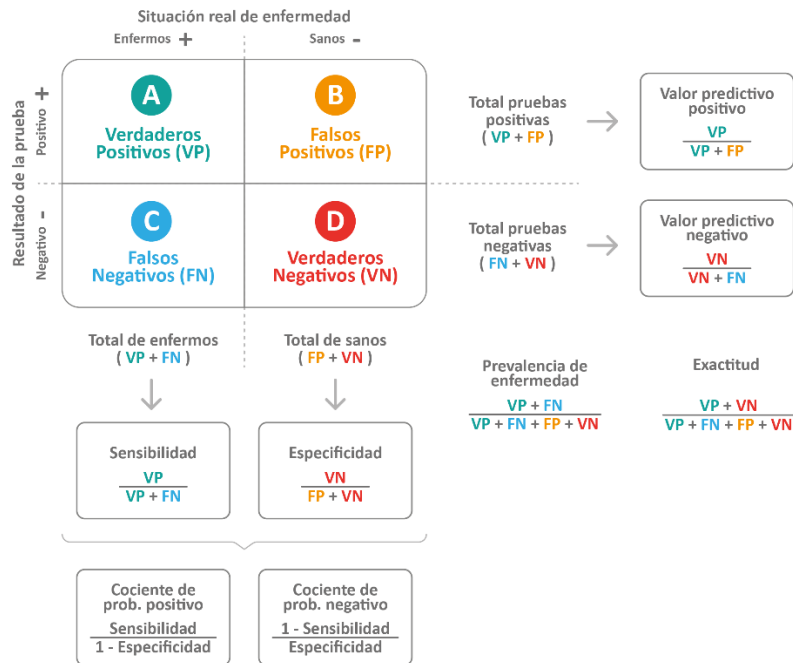 Situación real de enfermedad
Enfermos +
Sanos -
Resultado de la prueba
Positivo +
Negativo -
A
Verdaderos
Positivos (VP)
B
Falsos
Positivos (FP)
Total pruebas
positivas
( VP + FP )
Valor predictivo
positivo
VP
VP + FP
C
Falsos
Negativos (FN)
D
Verdaderos
Negativos (VN)
Total pruebas
negativas
( FN + VN )
Valor predictivo
negativo
VN
VN + FN
Total de enfermos
( VP + FN )
Total de sanos
( FP + VN )
Prevalencia de
enfermedad
VP + FN
VP + FN + FP + VN
Exactitud
VP + VN
VP + FN + FP + VN
Sensibilidad
VP
VP + FN
Especificidad
VN
FP + VN
Cociente de
prob. positivo
Sensibilidad
1 - Especificidad
Cociente de
prob. negativo
1 - Sensibilidad
Especificidad